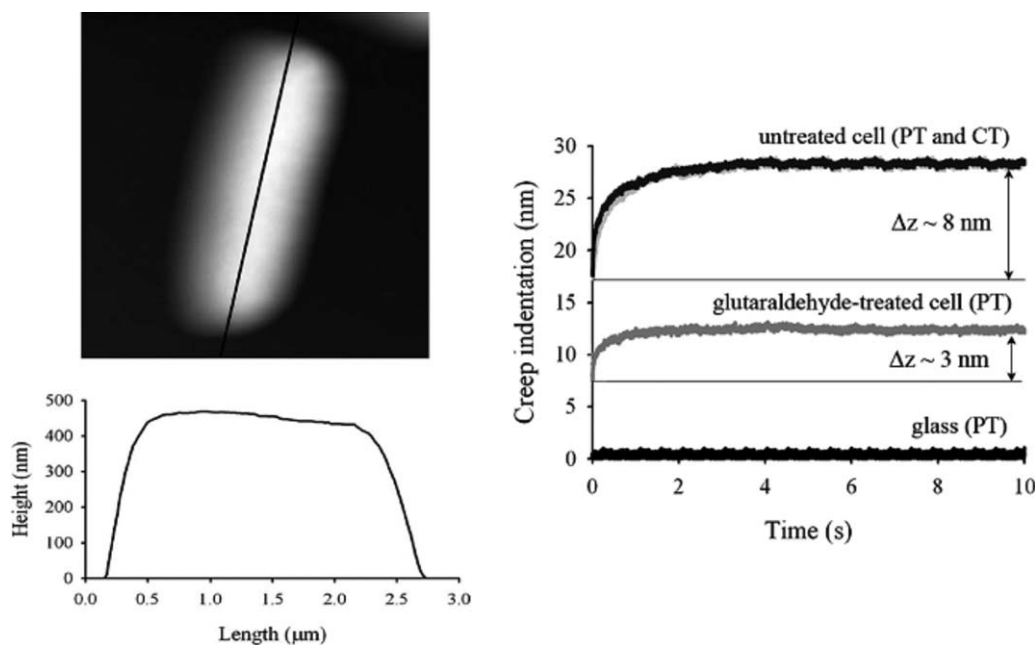 500
400
300
200
100
0
Height (nm)
0.0 0.5 1.0 1.5 2.0 2.5 3.0
Length (µm)
30
25
20
15
10
5
0
Creep indentation (nm)
untreated cell (PT and CT)
Δz ~ 8 nm
glutaraldehyde-treated cell (PT)
Δz ~ 3 nm
glass (PT)
0 2 4 6 8 10
Time (s)